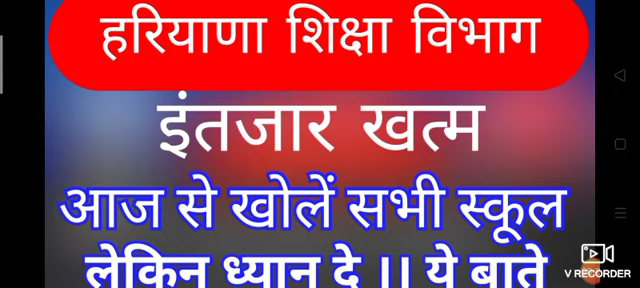 हरियाणा शिक्षा विभाग
इंतजार खत्म
आज से खोलें सभी स्कूल
लेकिन ध्यान दे || ये बाते
V RECORDER